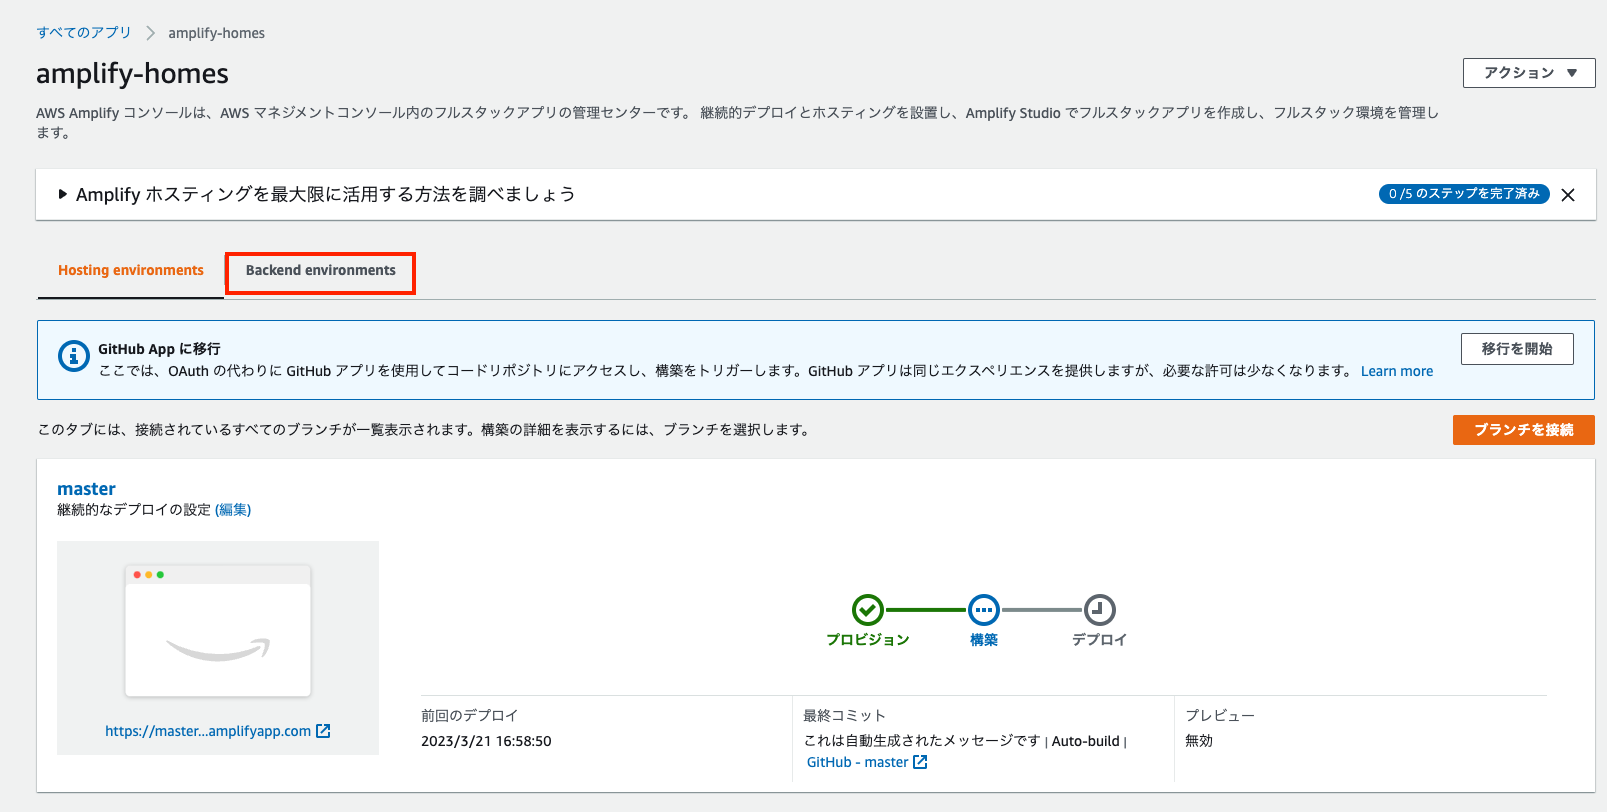 すべてのアプリ amplify-homes
amplify-homes
アクション ▼
AWS Amplify コンソールは、AWS マネジメントコンソール内のフルスタックアプリの管理センターです。 継続的デプロイとホスティングを設置し、Amplify Studio でフルスタックアプリを作成し、フルスタック環境を管理し
ます。
Amplify ホスティングを最大限に活用する方法を調べましょう
0 /5 のステップを完了済み
Hosting environments
Backend environments
GitHub App に移行
ここでは、OAuth の代わりに GitHub アプリを使用してコードリポジトリにアクセスし、構築をトリガーします。GitHub アプリは同じエクスペリエンスを提供しますが、必要な許可は少なくなります。 Learn more
移行を開始
このタブには、接続されているすべてのブランチが一覧表示されます。構築の詳細を表示するには、ブランチを選択します。
ブランチを接続
master
継続的なデプロイの設定 (編集)
プロビジョン
構築
デプロイ
https://master...amplifyapp.com
前回のデプロイ
2023/3/21 16:58:50
最終コミット
これは自動生成されたメッセージです | Auto-build |
GitHub - master
プレビュー
無効